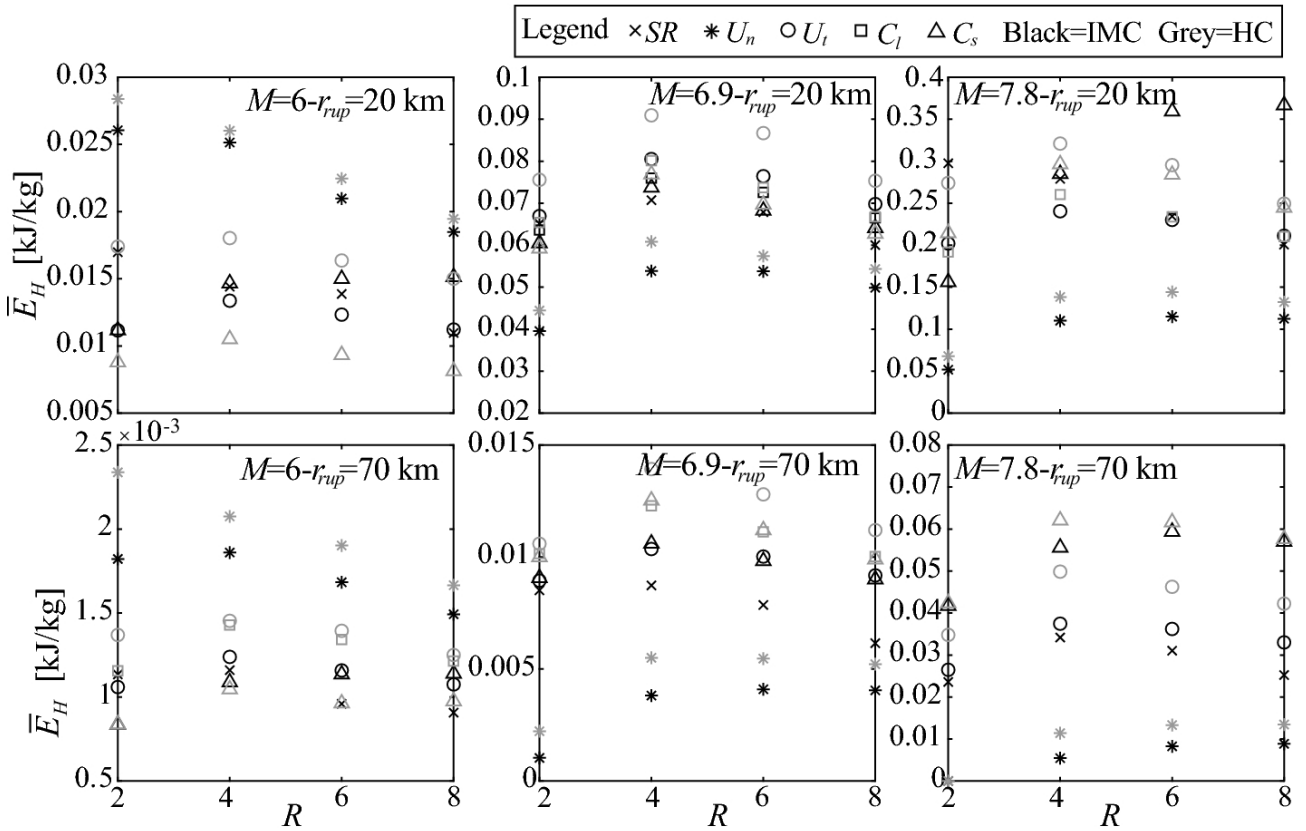 Legend × SR * Uₙ ○ Uₜ □ Cₗ △ Cₛ Black=IMC Grey=HC
M=6-r_rup=20 km
0.03
0.025
0.02
0.015
0.01
0.005
E̅_H [kJ/kg]
M=6.9-r_rup=20 km
0.1
0.09
0.08
0.07
0.06
0.05
0.04
0.03
0.02
M=7.8-r_rup=20 km
0.4
0.35
0.3
0.25
0.2
0.15
0.1
0.05
0
×10⁻³
M=6-r_rup=70 km
2.5
2
1.5
1
0.5
E̅_H [kJ/kg]
2 4 6 8
R
M=6.9-r_rup=70 km
0.015
0.01
0.005
0
2 4 6 8
R
M=7.8-r_rup=70 km
0.08
0.07
0.06
0.05
0.04
0.03
0.02
0.01
0
2 4 6 8
R